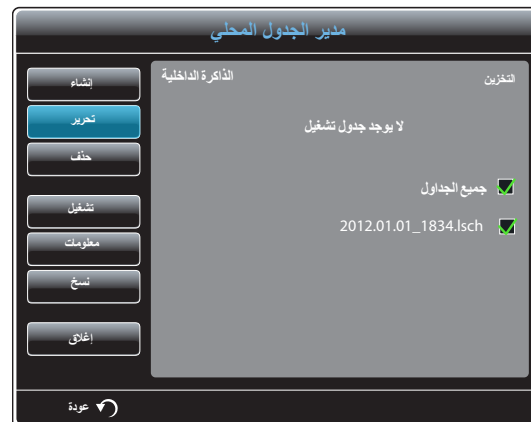 مدير الجدول المحلي
التخزين الذاكرة الداخلية
لا يوجد جدول تشغيل
جميع الجداول
2012.01.01_1834.lsch
إنشاء
تحرير
حذف
تشغيل
معلومات
نسخ
إغلاق
عودة